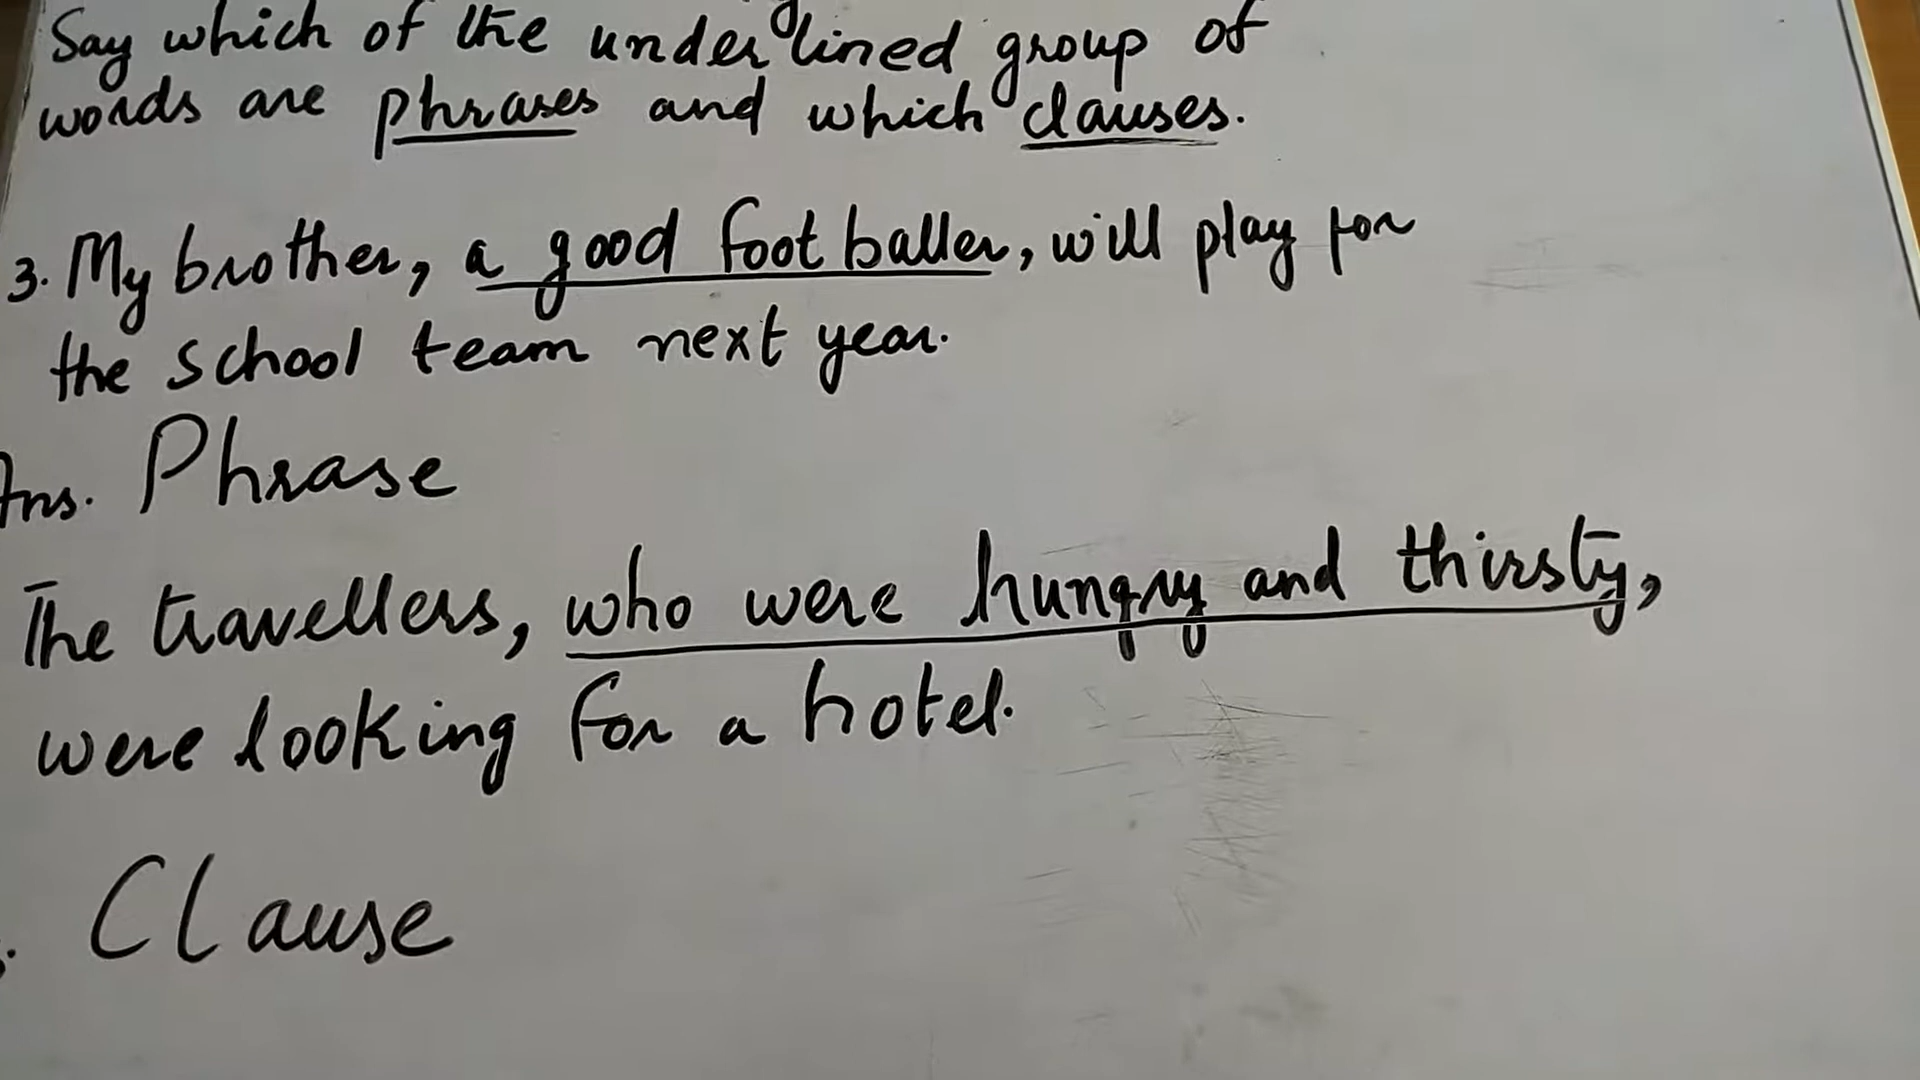 Say which of the underlined group of
words are phrases and which clauses.
3. My brother, a good foot baller, will play for
the school team next year.
Ans. Phrase
The travellers, who were hungry and thirsty,
were looking for a hotel.
Clause